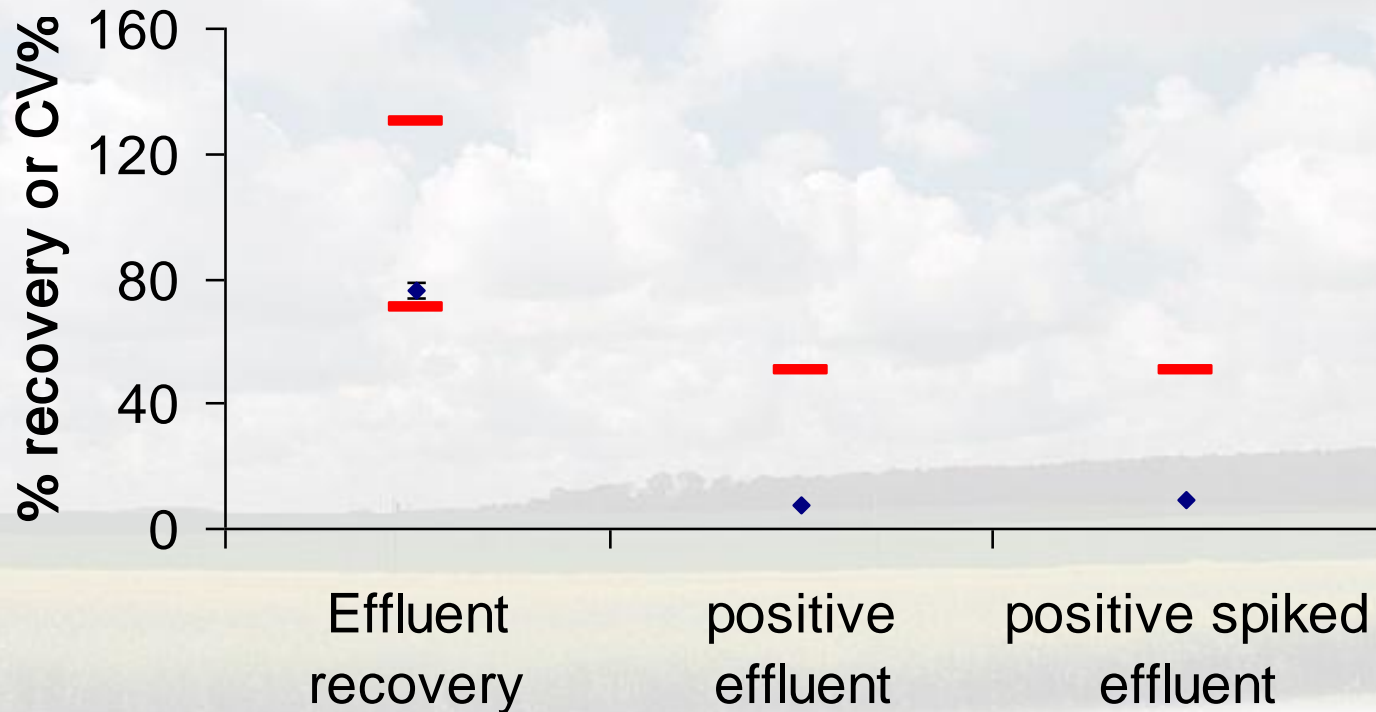 % recovery or CV%
160
120
80
40
0
Effluent
recovery
positive
effluent
positive spiked
effluent